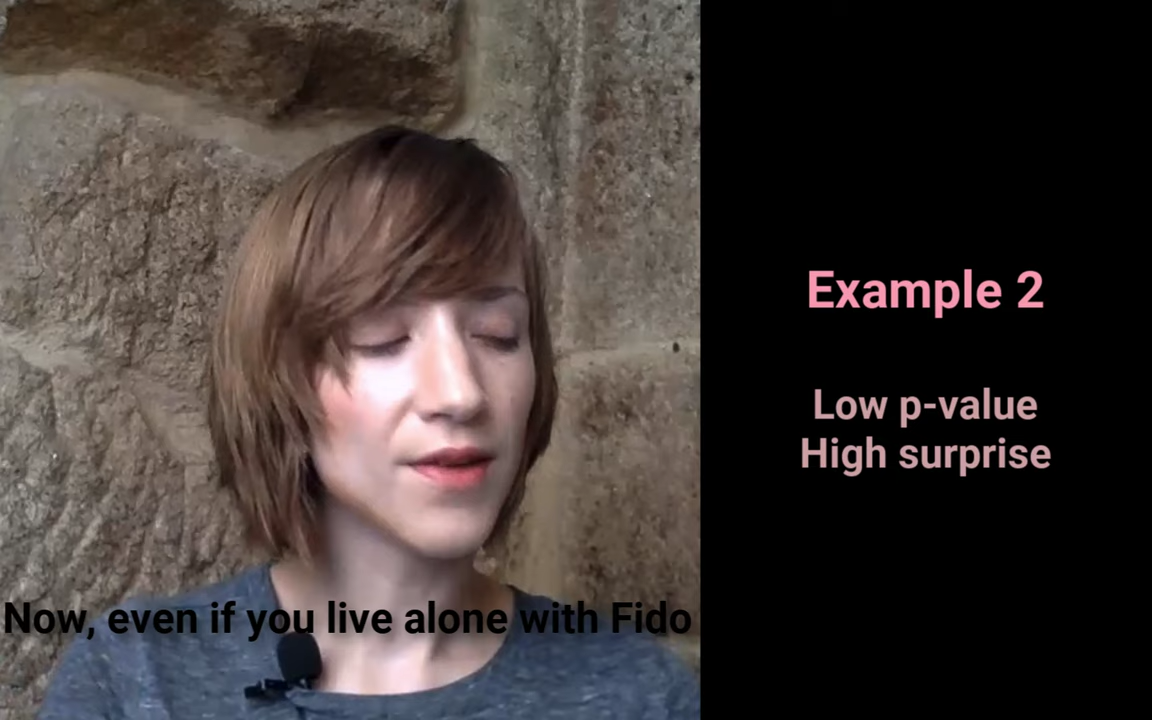 Example 2
Low p-value
High surprise
Now, even if you live alone with Fido